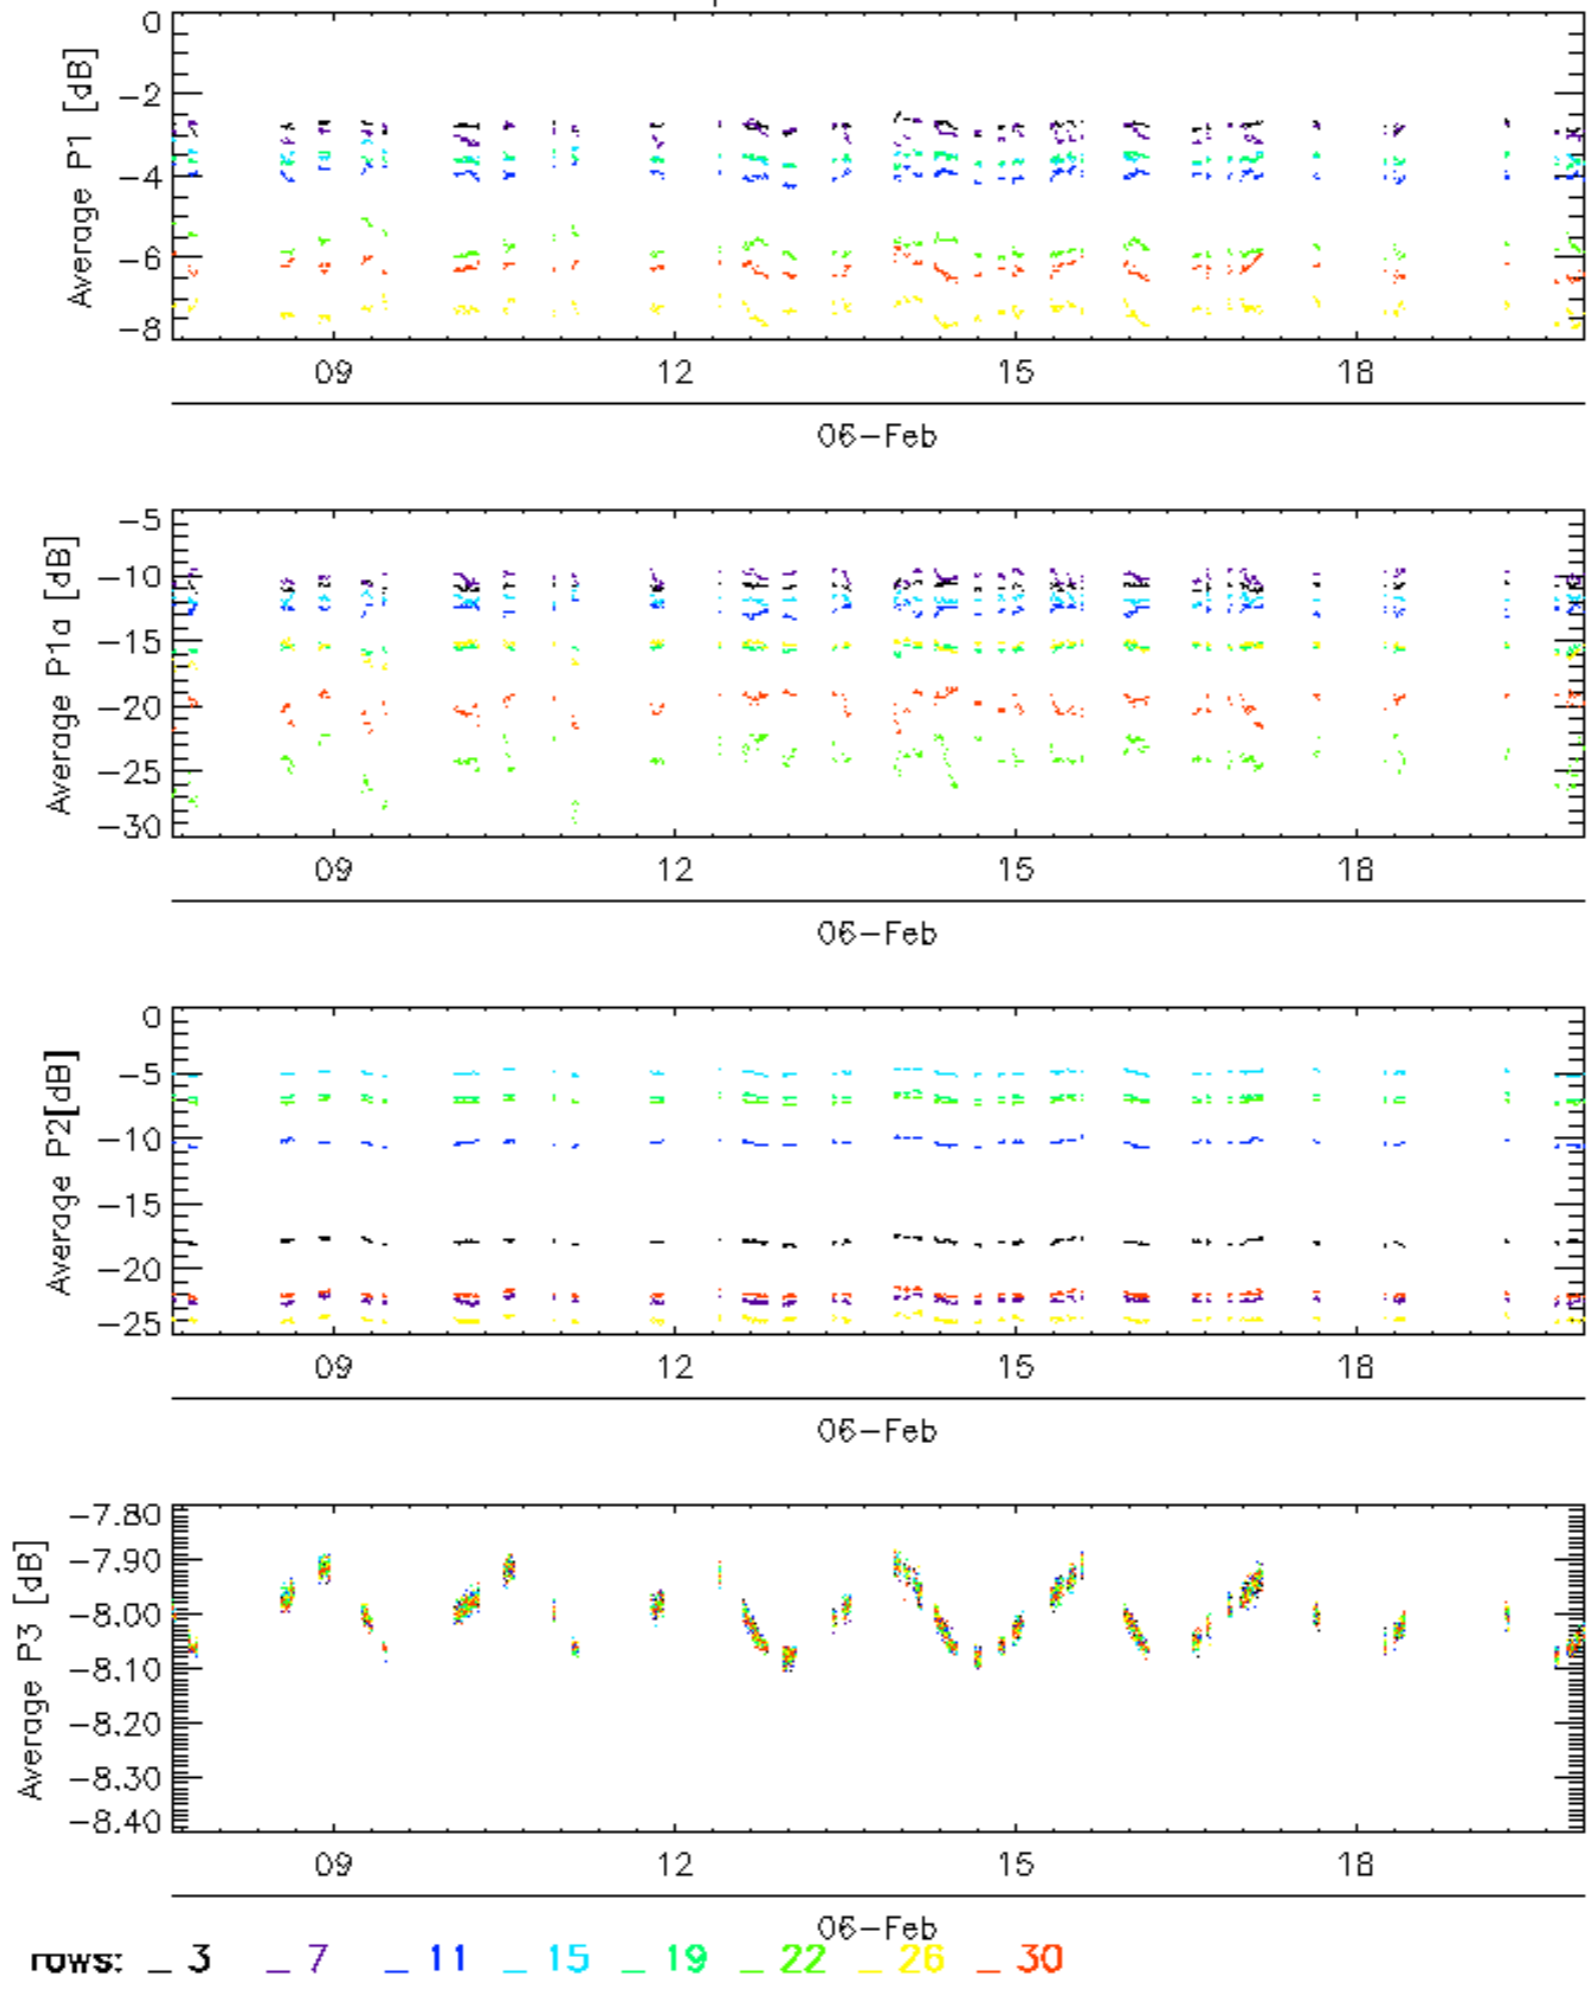 0
-2
-4
-6
-8
Average P1 [dB]
09 12 15 18
06-Feb
-5
-10
-15
-20
-25
-30
Average P1a [dB]
09 12 15 18
06-Feb
0
-5
-10
-15
-20
-25
Average P2[dB]
09 12 15 18
06-Feb
-7.80
-7.90
-8.00
-8.10
-8.20
-8.30
-8.40
Average P3 [dB]
09 12 15 18
06-Feb
rows: _ 3 _ 7 _ 11 _ 15 _ 19 _ 22 _ 26 _ 30